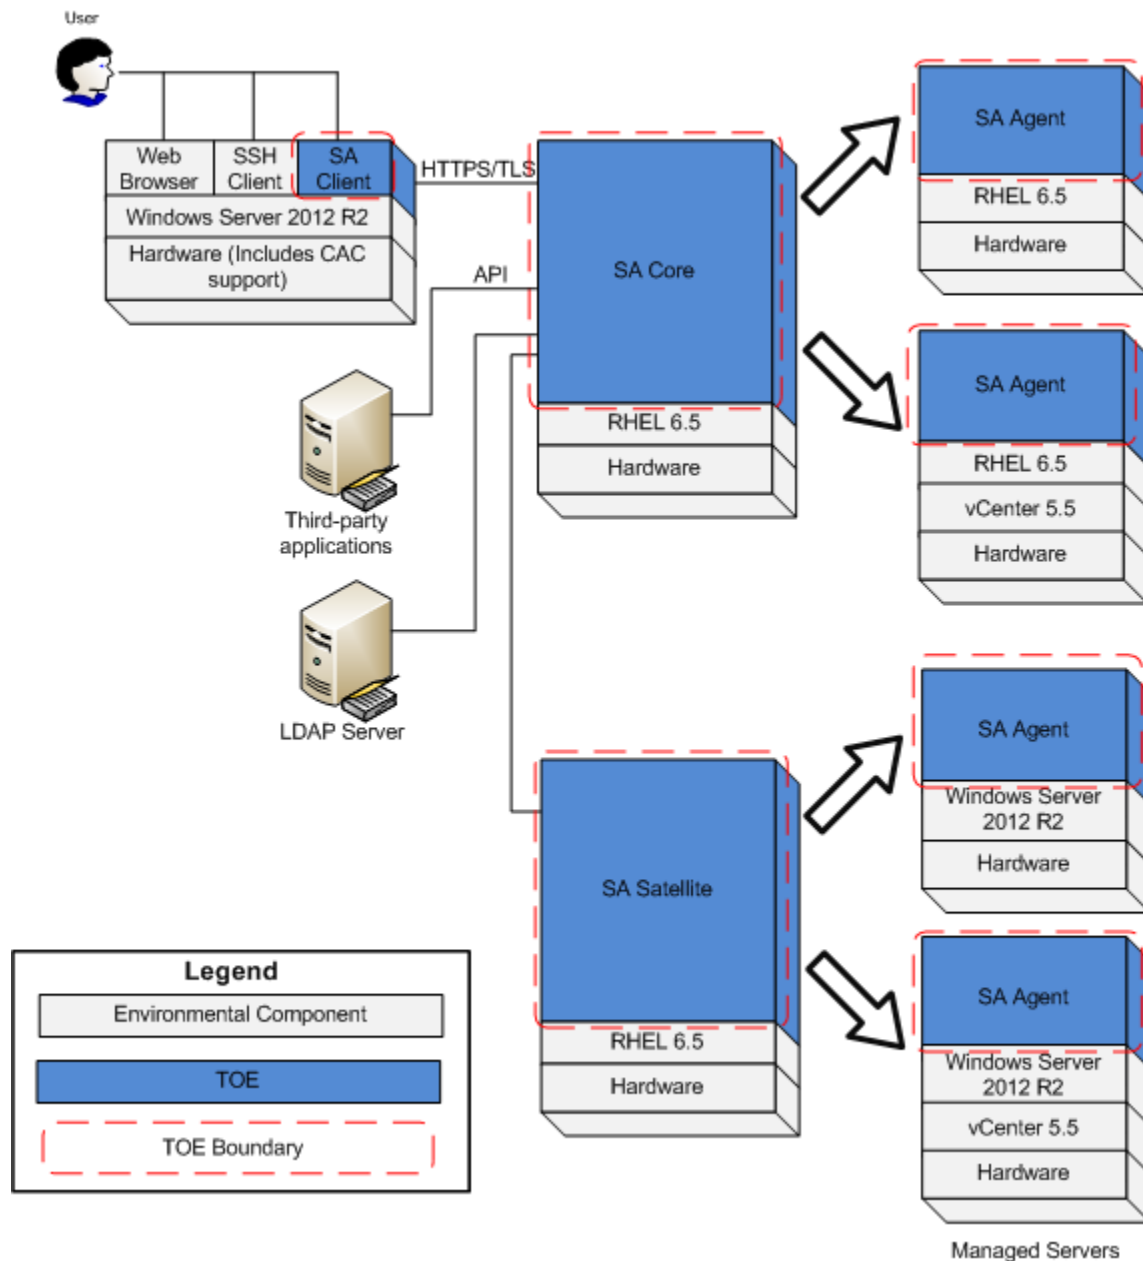 User
Web
Browser
SSH
Client
SA
Client
Windows Server 2012 R2
Hardware (Includes CAC
support)
HTTPS/TLS
API
SA Core
RHEL 6.5
Hardware
SA Agent
RHEL 6.5
Hardware
SA Agent
RHEL 6.5
vCenter 5.5
Hardware
Third-party
applications
LDAP Server
SA Satellite
RHEL 6.5
Hardware
SA Agent
Windows Server
2012 R2
Hardware
SA Agent
Windows Server
2012 R2
vCenter 5.5
Hardware
Managed Servers
Legend
Environmental Component
TOE
TOE Boundary